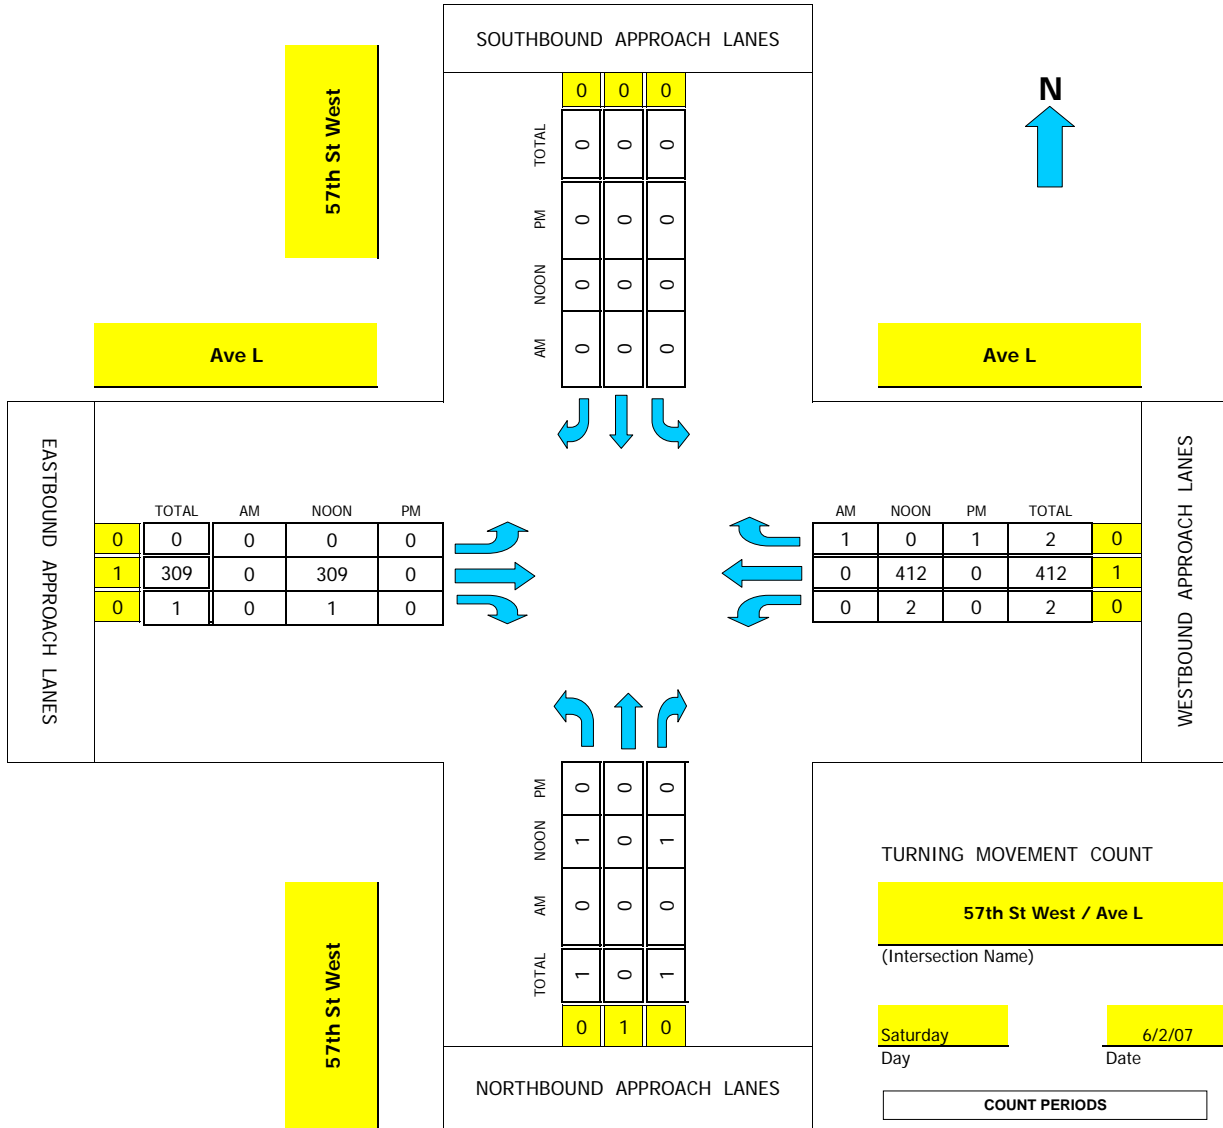 SOUTHBOUND APPROACH LANES
0 0 0
TOTAL 0 0 0
PM 0 0 0
NOON 0 0 0
AM 0 0 0
57th St West
N
Ave L
Ave L
EASTBOUND APPROACH LANES
TOTAL AM NOON PM
0 0 0 0 0
1 309 0 309 0
0 1 0 1 0
AM NOON PM TOTAL
1 0 1 2 0
0 412 0 412 1
0 2 0 2 0
WESTBOUND APPROACH LANES
PM 0 0 0
NOON 1 0 1
AM 0 0 0
TOTAL 1 0 1
0 1 0
NORTHBOUND APPROACH LANES
57th St West
TURNING MOVEMENT COUNT
57th St West / Ave L
(Intersection Name)
Saturday 6/2/07
Day Date
COUNT PERIODS